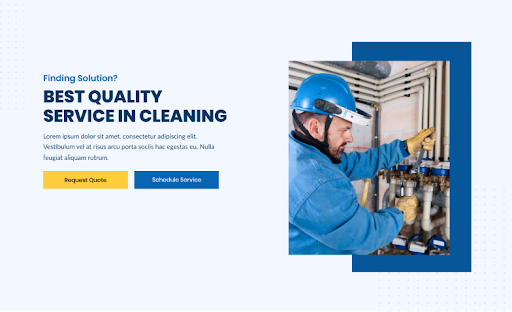 Finding Solution?
BEST QUALITY
SERVICE IN CLEANING
Lorem ipsum dolor sit amet, consectetur adipiscing elit.
Vestibulum vel at risus arcu porta sociis hac egestas eu. Nulla
feugiat aliquam rutrum.
Request Quote
Schedule Service